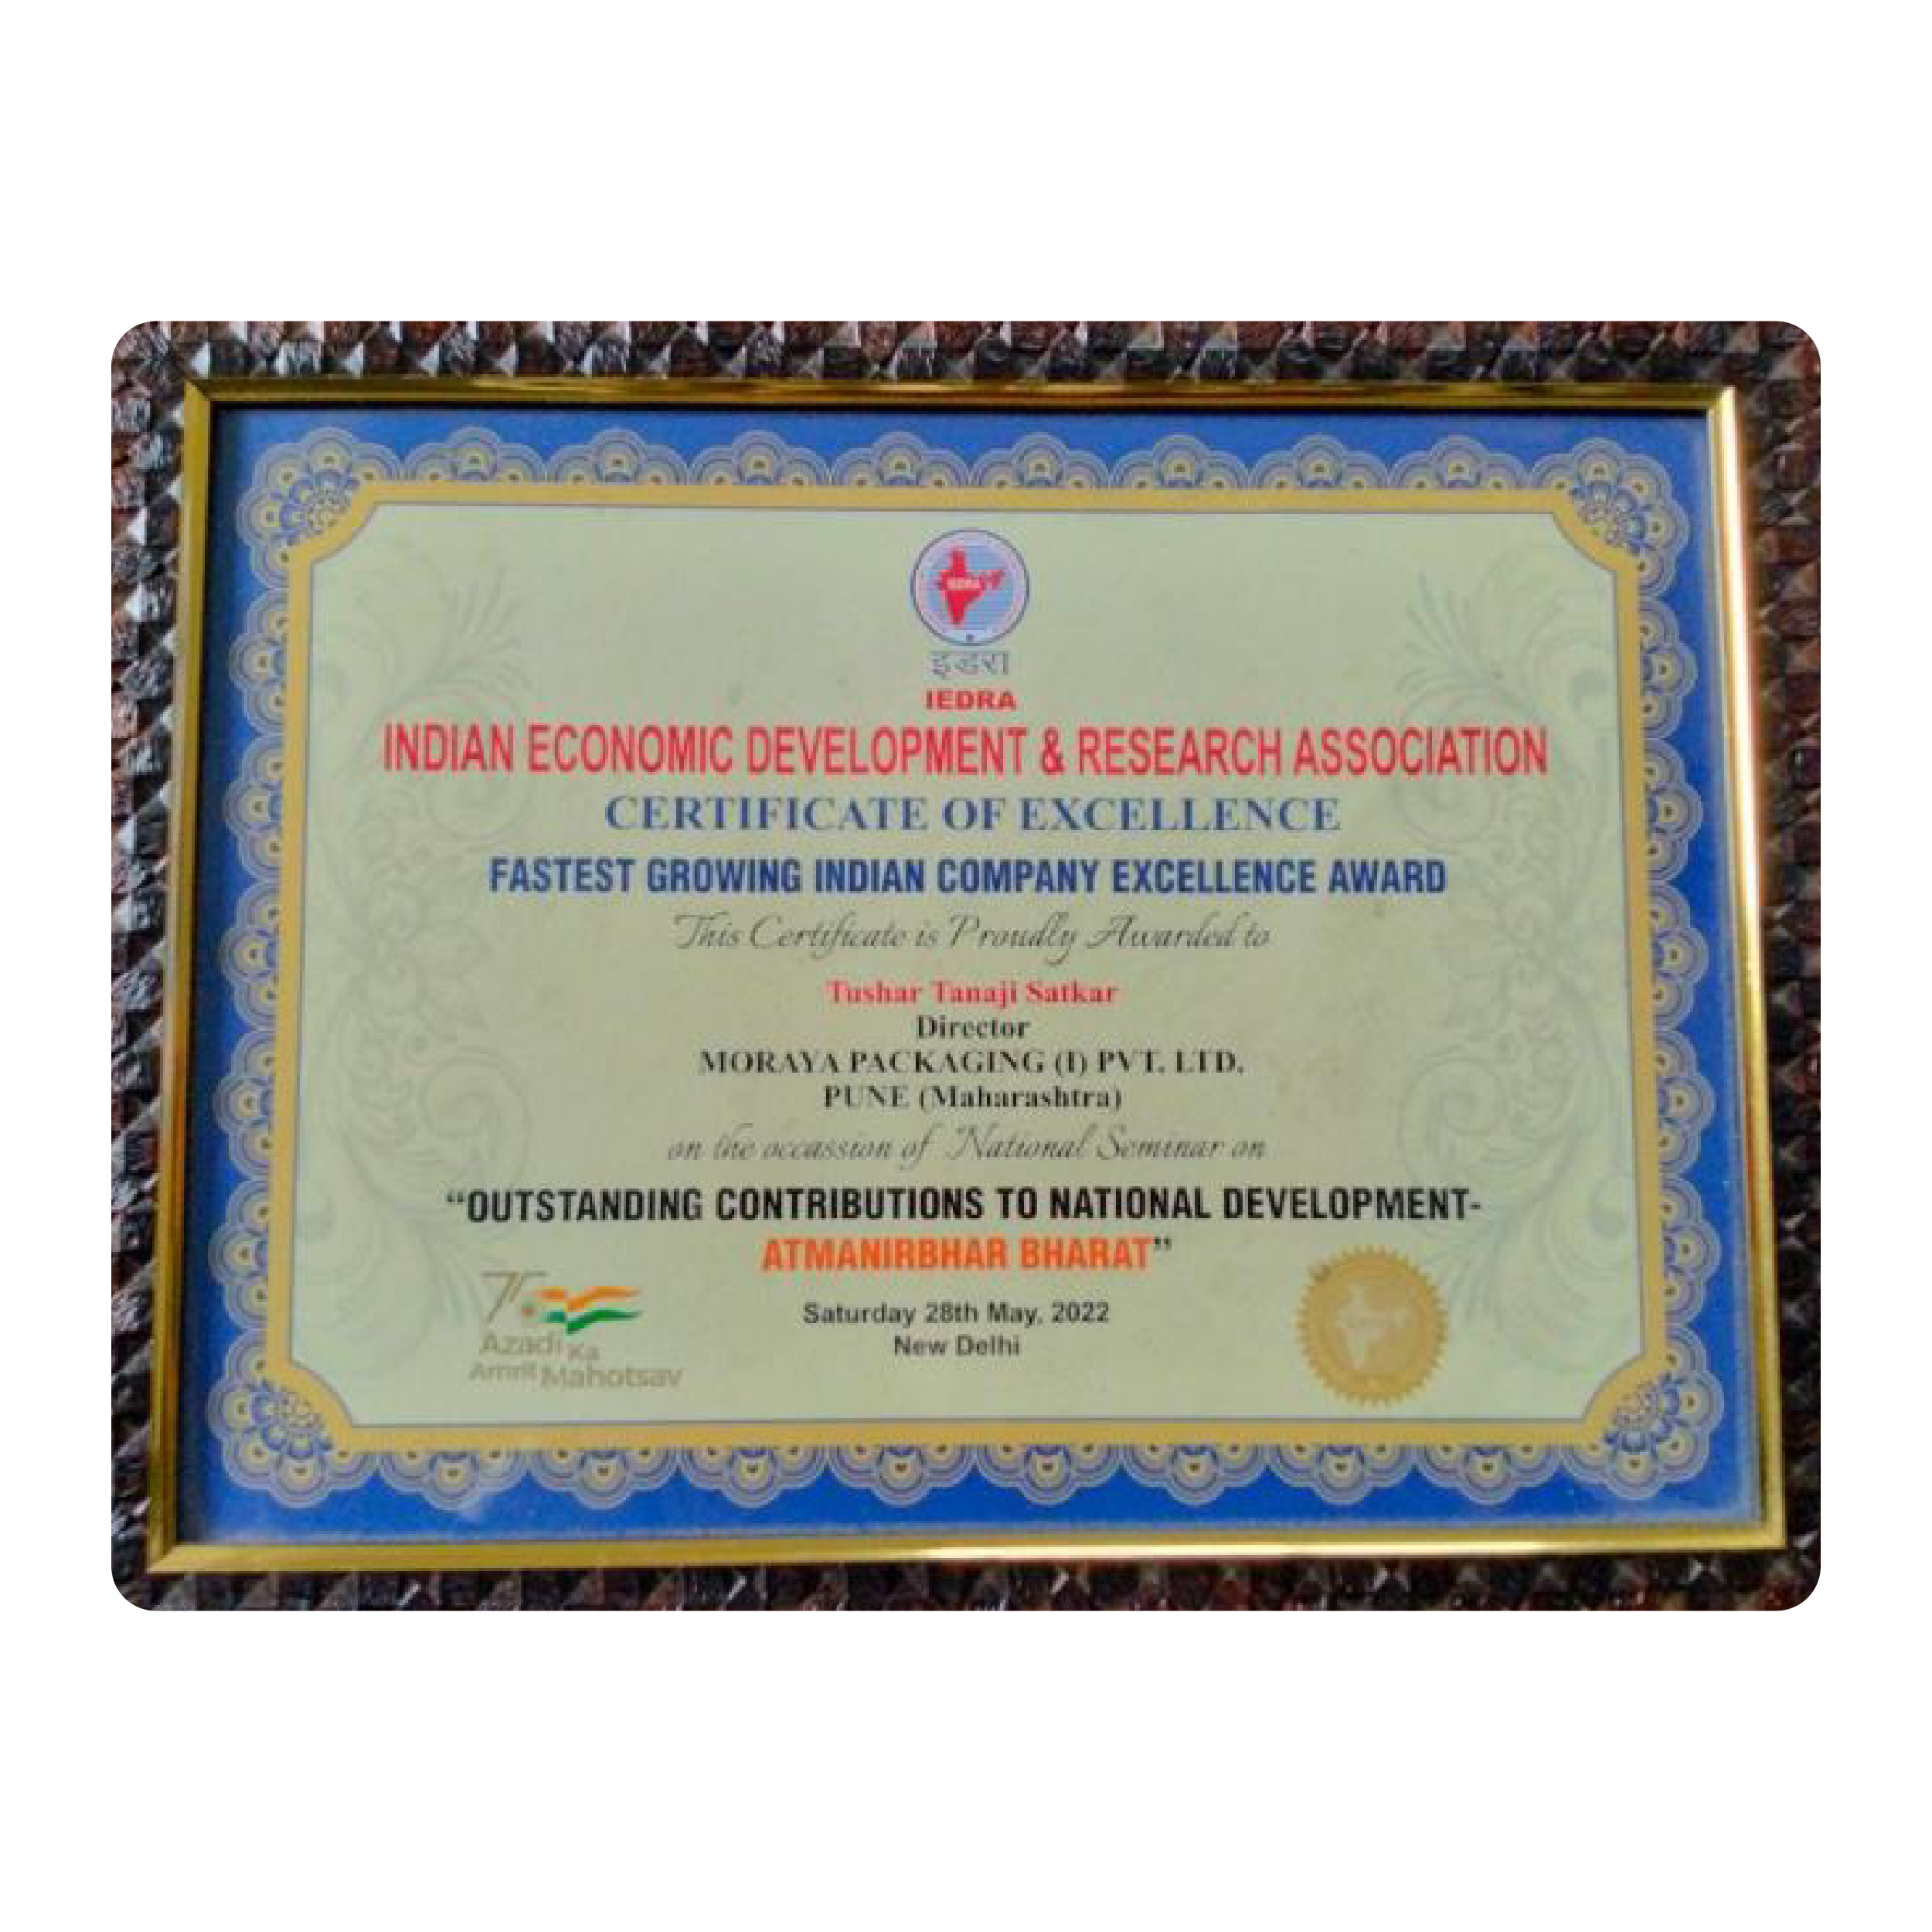 IEDRA
इडरा
IEDRA
INDIAN ECONOMIC DEVELOPMENT & RESEARCH ASSOCIATION
CERTIFICATE OF EXCELLENCE
FASTEST GROWING INDIAN COMPANY EXCELLENCE AWARD
This Certificate is Proudly Awarded to
Tushar Tanaji Satkar
Director
MORAYA PACKAGING (I) PVT. LTD.
PUNE (Maharashtra)
on the occassion of National Seminar on
“OUTSTANDING CONTRIBUTIONS TO NATIONAL DEVELOPMENT-
ATMANIRBHAR BHARAT”
75
Azadi Ka
Amrit Mahotsav
Saturday 28th May, 2022
New Delhi